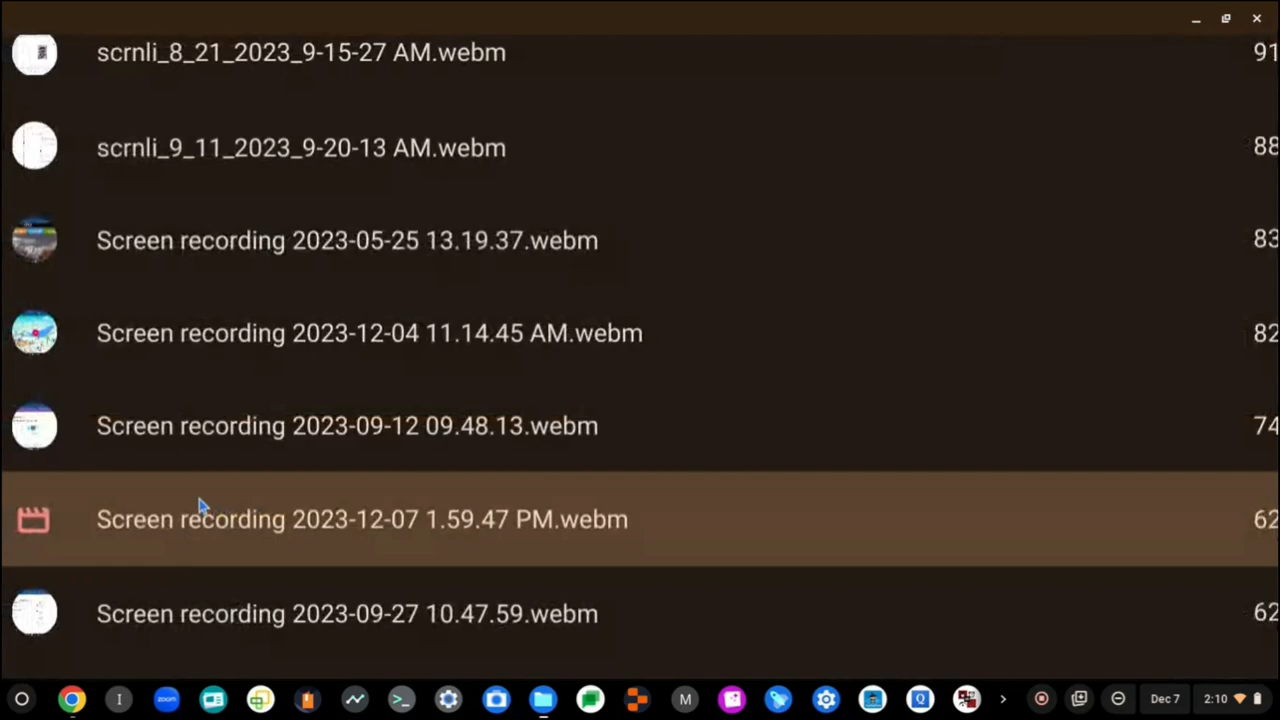 scrnli_8_21_2023_9-15-27 AM.webm 91
scrnli_9_11_2023_9-20-13 AM.webm 88
Screen recording 2023-05-25 13.19.37.webm 83
Screen recording 2023-12-04 11.14.45 AM.webm 82
Screen recording 2023-09-12 09.48.13.webm 74
Screen recording 2023-12-07 1.59.47 PM.webm 62
Screen recording 2023-09-27 10.47.59.webm 62
I zoom M Q Dec 7 2:10